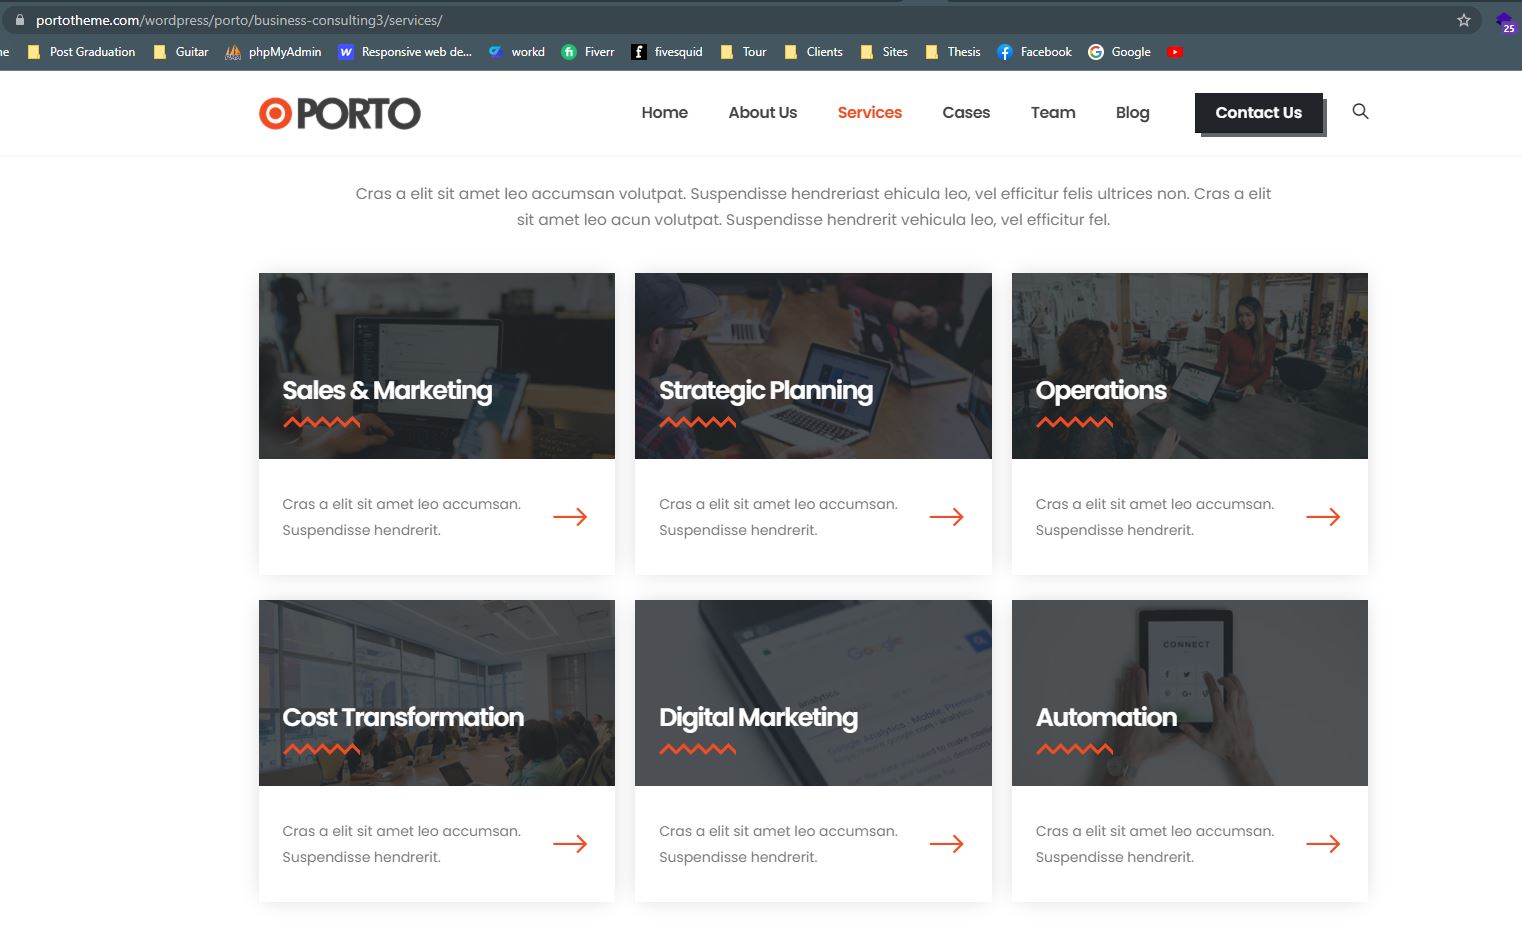 portotheme.com/wordpress/porto/business-consulting3/services/
25
ne Post Graduation Guitar phpMyAdmin Responsive web de... workd Fiverr fivesquid Tour Clients Sites Thesis Facebook Google
PORTO
Home About Us Services Cases Team Blog Contact Us
Cras a elit sit amet leo accumsan volutpat. Suspendisse hendreriast ehicula leo, vel efficitur felis ultrices non. Cras a elit
sit amet leo acun volutpat. Suspendisse hendrerit vehicula leo, vel efficitur fel.
Sales & Marketing
Cras a elit sit amet leo accumsan.
Suspendisse hendrerit.
Strategic Planning
Cras a elit sit amet leo accumsan.
Suspendisse hendrerit.
Operations
Cras a elit sit amet leo accumsan.
Suspendisse hendrerit.
Cost Transformation
Cras a elit sit amet leo accumsan.
Suspendisse hendrerit.
Google
analytics
Digital Marketing
Cras a elit sit amet leo accumsan.
Suspendisse hendrerit.
CONNECT
Automation
Cras a elit sit amet leo accumsan.
Suspendisse hendrerit.